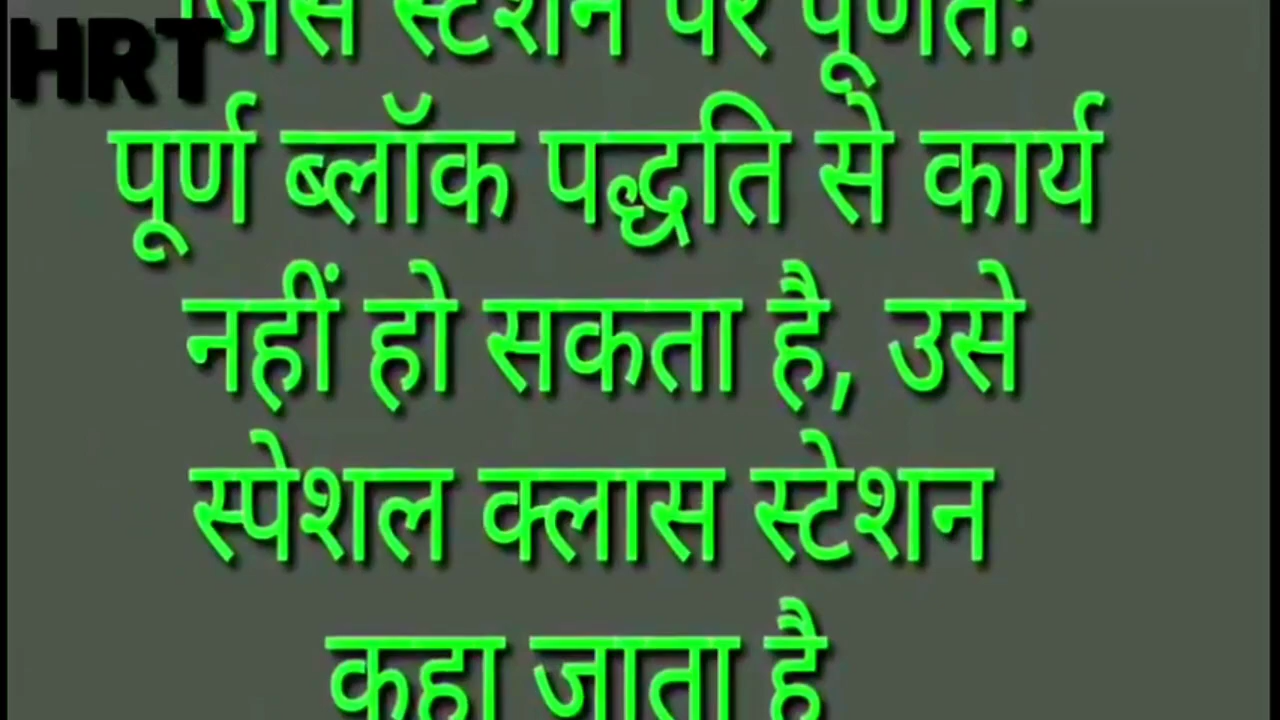 जिस स्टेशन पर पूर्णतः
HRT
पूर्ण ब्लॉक पद्धति से कार्य
नहीं हो सकता है, उसे
स्पेशल क्लास स्टेशन
कहा जाता है